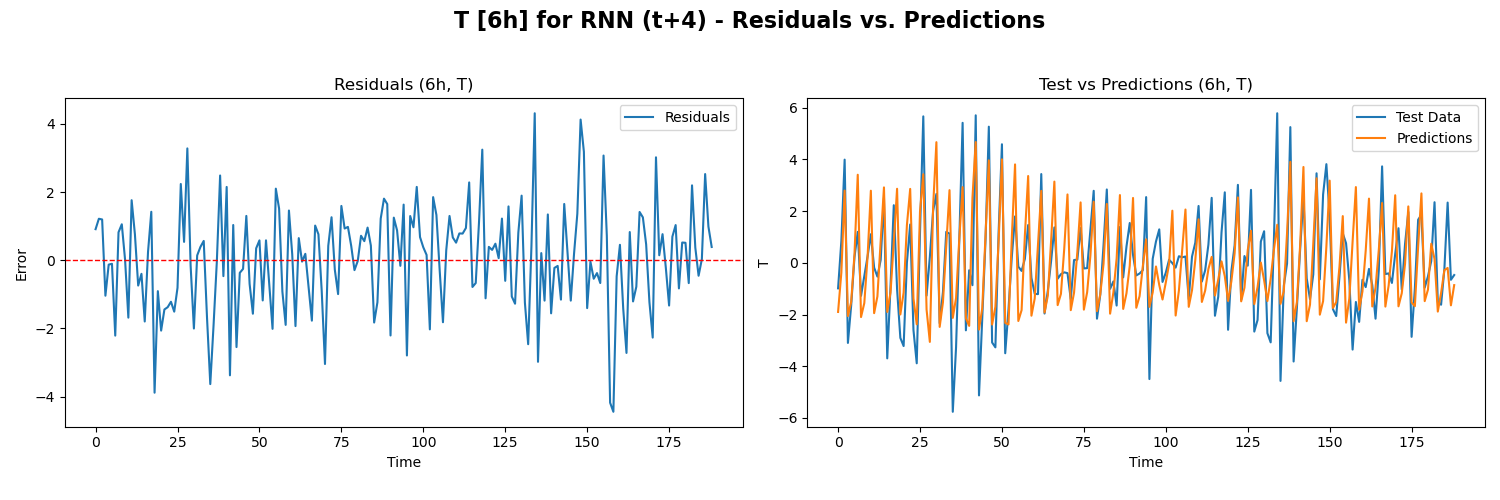 T [6h] for RNN (t+4) - Residuals vs. Predictions
Residuals (6h, T)
Residuals
Error
4
2
0
−2
−4
0
25
50
75
100
125
150
175
Time
Test vs Predictions (6h, T)
Test Data
Predictions
T
6
4
2
0
−2
−4
−6
0
25
50
75
100
125
150
175
Time